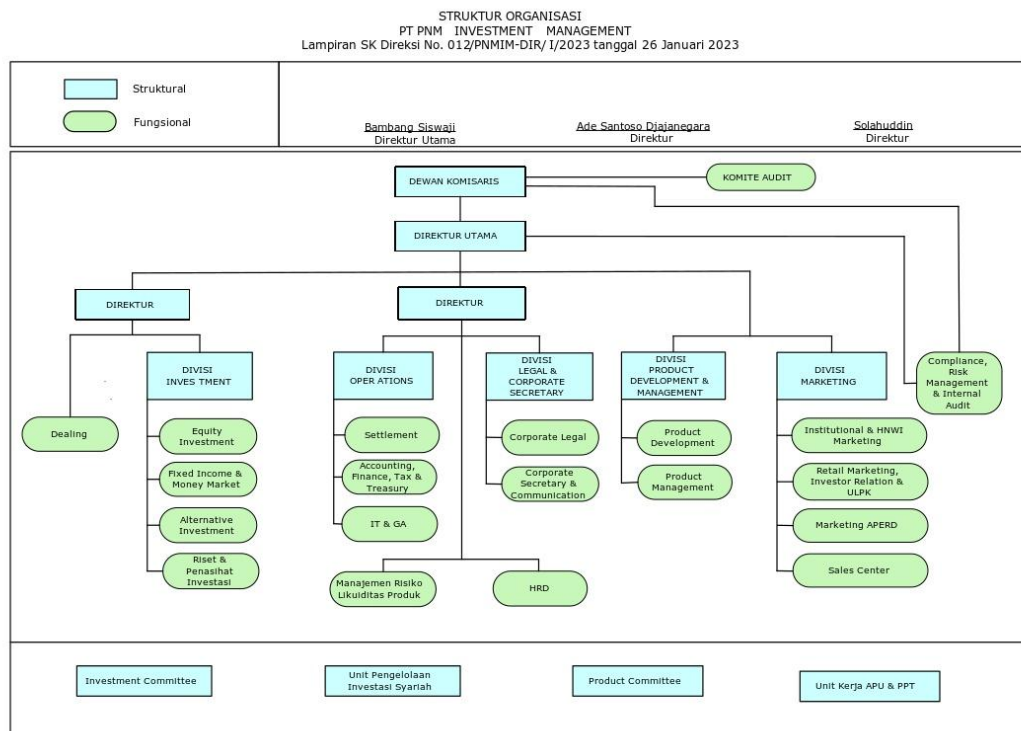 STRUKTUR ORGANISASI
PT PNM INVESTMENT MANAGEMENT
Lampiran SK Direksi No. 012/PNMIM-DIR/ I/2023 tanggal 26 Januari 2023
Struktural
Fungsional
Bambang Siswaji
Direktur Utama
Ade Santoso Djajanegara
Direktur
Solahuddin
Direktur
DEWAN KOMISARIS
KOMITE AUDIT
DIREKTUR UTAMA
DIREKTUR
DIREKTUR
DIVISI
INVES TMENT
DIVISI
OPER ATIONS
DIVISI
LEGAL &
CORPORATE
SECRETARY
DIVISI
PRODUCT
DEVELOPMENT &
MANAGEMENT
DIVISI
MARKETING
Compliance,
Risk
Management
& Internal
Audit
Dealing
Equity
Investment
Fixed Income &
Money Market
Alternative
Investment
Riset &
Penasihat
Investasi
Settlement
Accounting,
Finance, Tax &
Treasury
IT & GA
Corporate Legal
Corporate
Secretary &
Communication
Product
Development
Product
Management
Institutional & HNWI
Marketing
Retail Marketing,
Investor Relation &
ULPK
Marketing APERD
Sales Center
Manajemen Risiko
Likuiditas Produk
HRD
Investment Committee
Unit Pengelolaan
Investasi Syariah
Product Committee
Unit Kerja APU & PPT